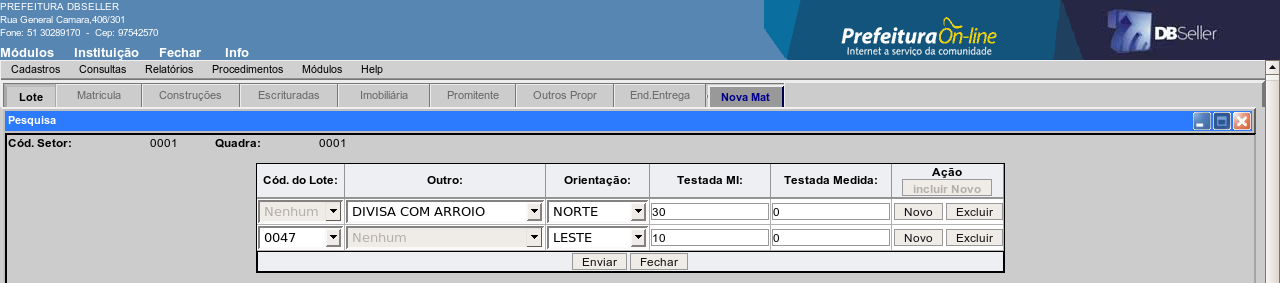 PREFEITURA DBSELLER
Rua General Camara,406/301
Fone: 51 30289170 - Cep: 97542570
Prefeitura On-line
Internet a serviço da comunidade
DBSeller
Módulos Instituição Fechar Info
Cadastros Consultas Relatórios Procedimentos Módulos Help
Lote Matricula Construções Escrituradas Imobiliária Promitente Outros Propr End.Entrega Nova Mat
Pesquisa
Cód. Setor: 0001 Quadra: 0001
Cód. do Lote: Outro: Orientação: Testada MI: Testada Medida: Ação
incluir Novo
Nenhum DIVISA COM ARROIO NORTE 30 0 Novo Excluir
0047 Nenhum LESTE 10 0 Novo Excluir
Enviar Fechar